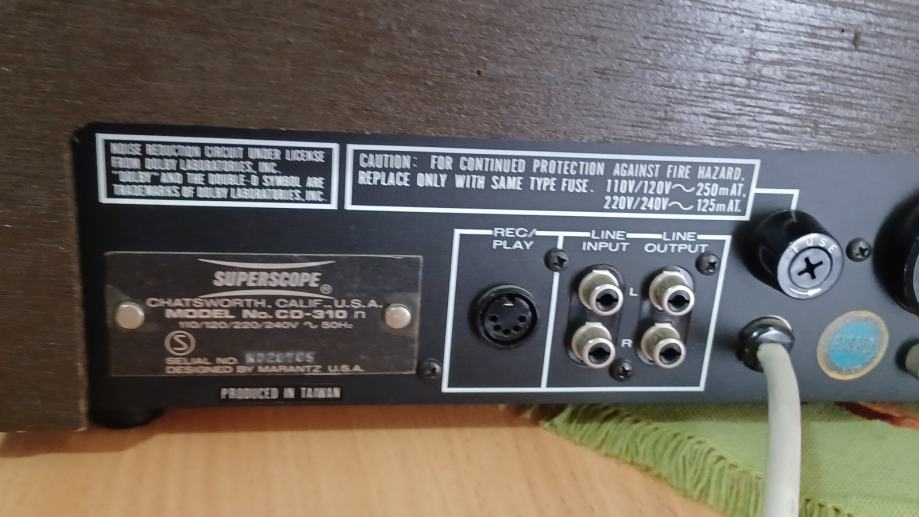 NOISE REDUCTION CIRCUIT UNDER LICENSE
FROM DOLBY LABORATORIES, INC.
"DOLBY" AND THE DOUBLE-D SYMBOL ARE
TRADEMARKS OF DOLBY LABORATORIES, INC.
CAUTION: FOR CONTINUED PROTECTION AGAINST FIRE HAZARD,
REPLACE ONLY WITH SAME TYPE FUSE. 110V/120V～250mAT,
220V/240V～125mAT.
REC/
PLAY
LINE
INPUT
LINE
OUTPUT
L
R
FUSE
SUPERSCOPE®
CHATSWORTH, CALIF., U.S.A.
MODEL No. CD-310
110/120/220/240V ～ 50Hz
S
SERIAL NO.
DESIGNED BY MARANTZ U.S.A.
PRODUCED IN TAIWAN